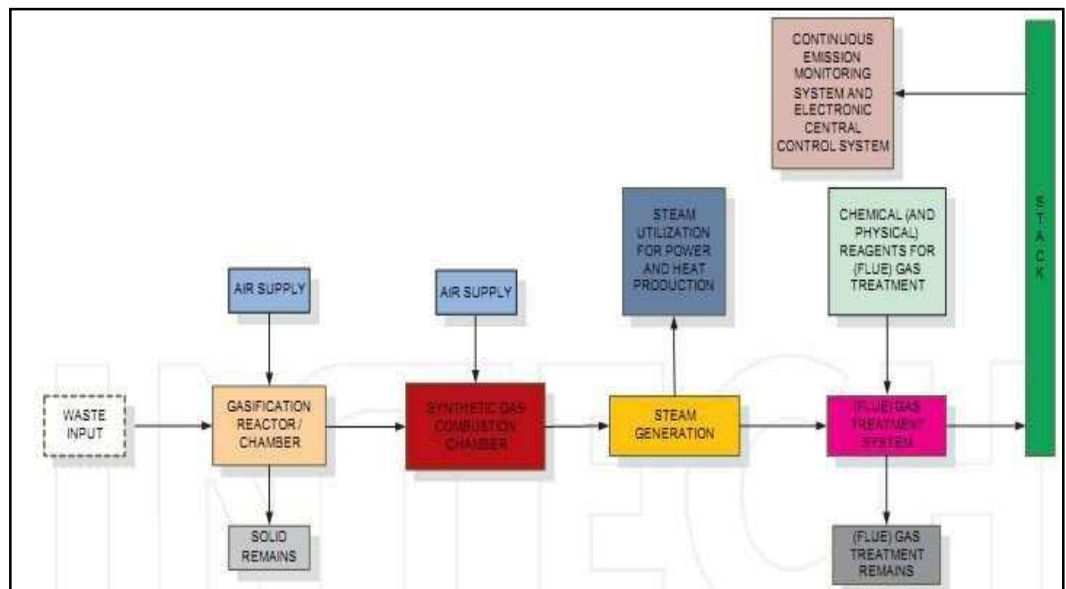 CONTINUOUS
EMISSION
MONITORING
SYSTEM AND
ELECTRONIC
CENTRAL
CONTROL SYSTEM
STACK
STEAM
UTILIZATION
FOR POWER
AND HEAT
PRODUCTION
CHEMICAL (AND
PHYSICAL)
REAGENTS FOR
(FLUE) GAS
TREATMENT
AIR SUPPLY
AIR SUPPLY
WASTE
INPUT
GASIFICATION
REACTOR /
CHAMBER
SYNTHETIC GAS
COMBUSTION
CHAMBER
STEAM
GENERATION
(FLUE) GAS
TREATMENT
SYSTEM
SOLID
REMAINS
(FLUE) GAS
TREATMENT
REMAINS
INTECH